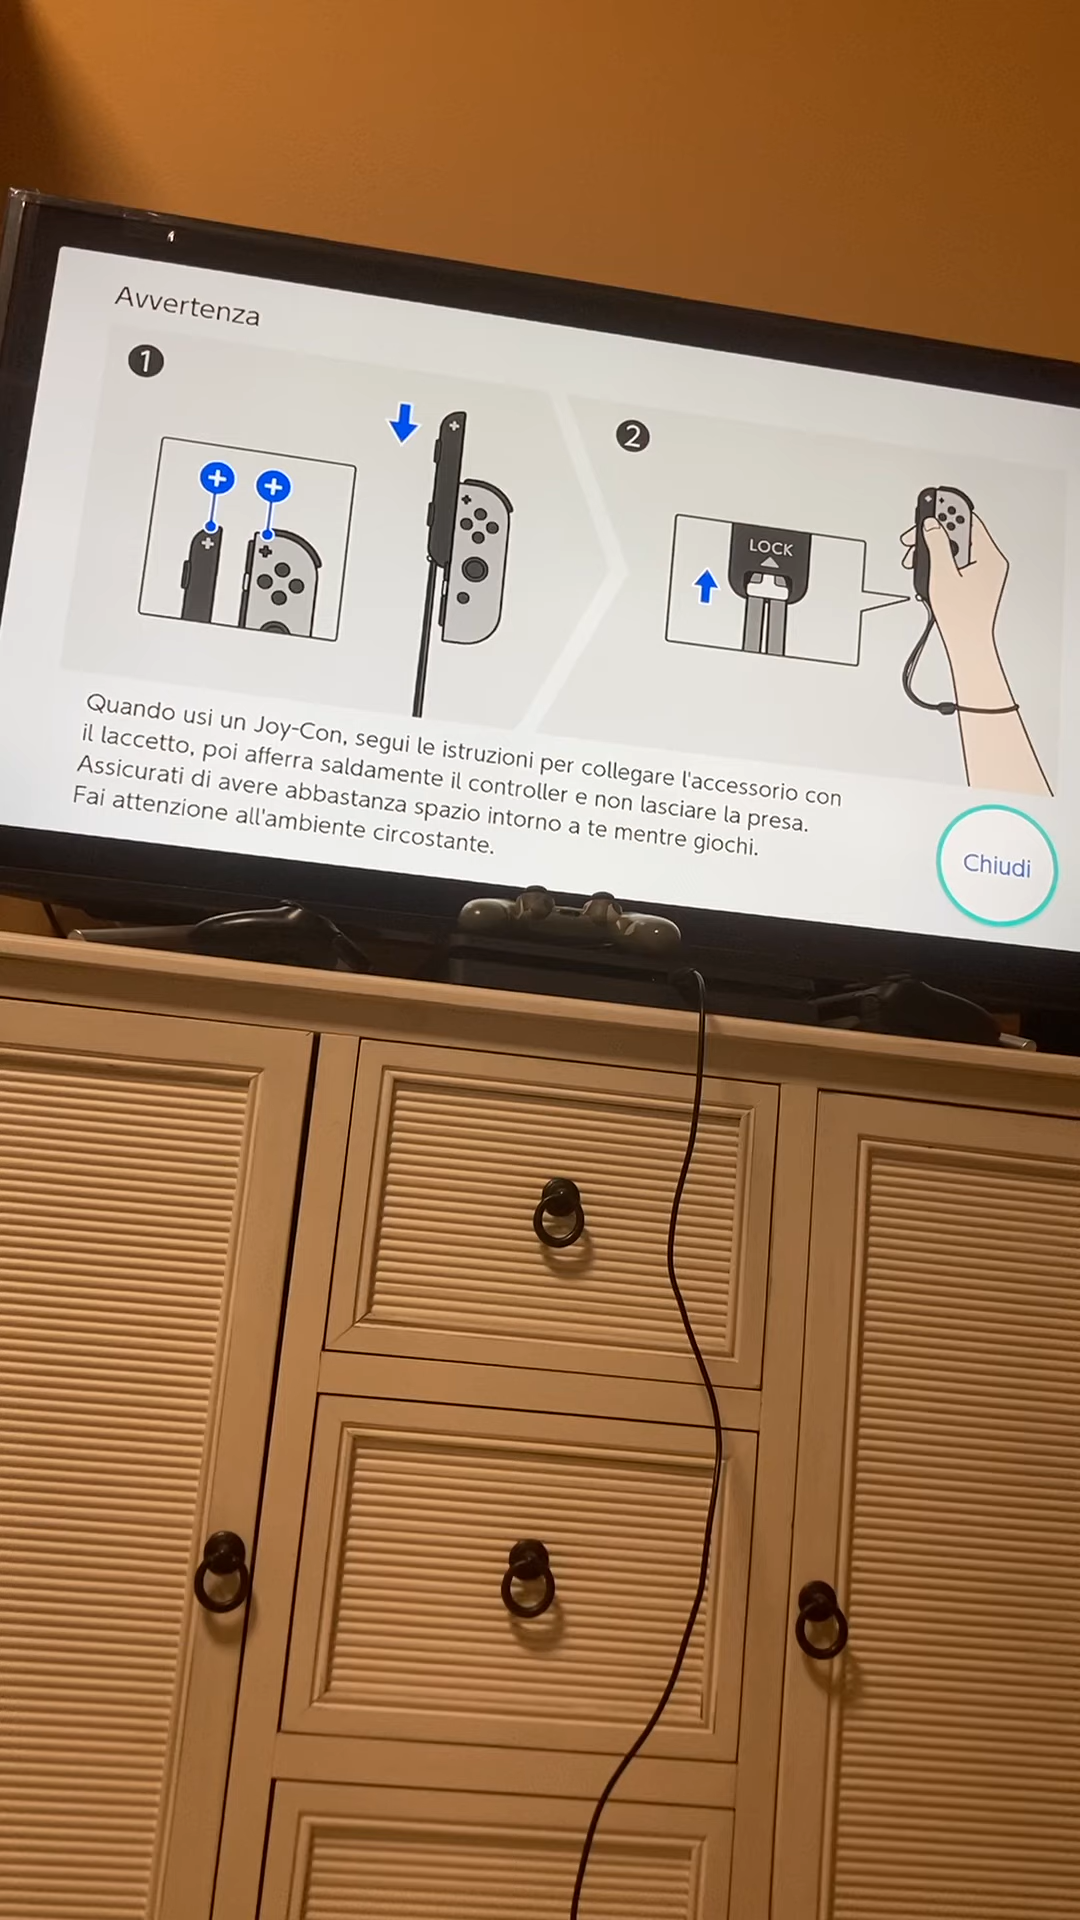 Avvertenza
1
2
LOCK
Quando usi un Joy-Con, segui le istruzioni per collegare l'accessorio con
il laccetto, poi afferra saldamente il controller e non lasciare la presa.
Assicurati di avere abbastanza spazio intorno a te mentre giochi.
Fai attenzione all'ambiente circostante.
Chiudi